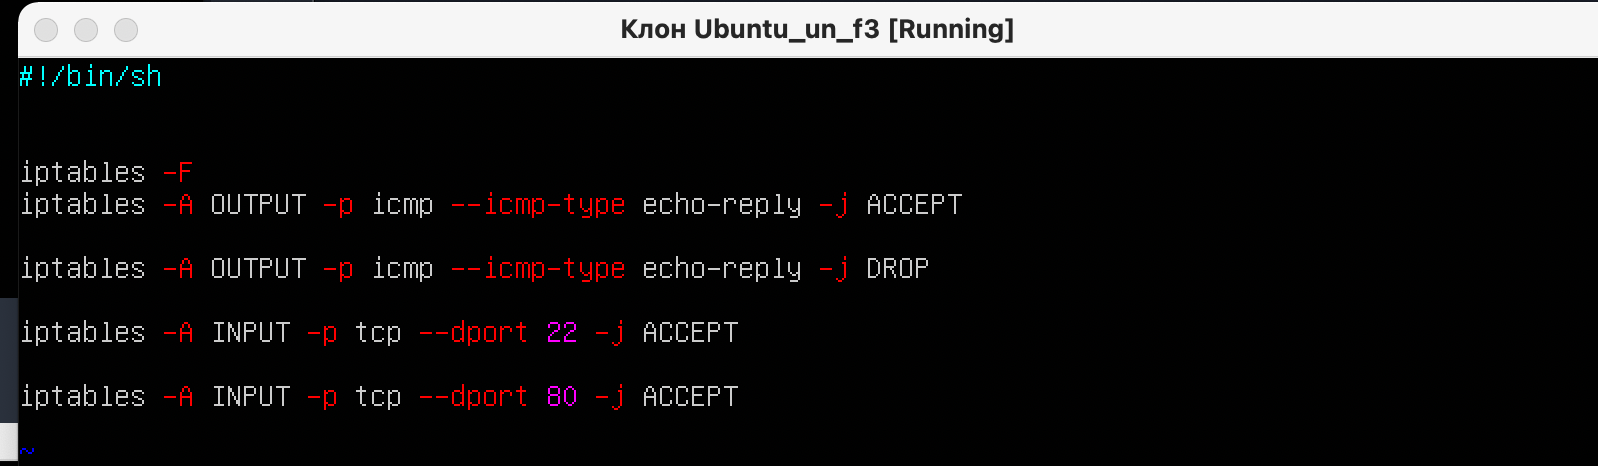 Клон Ubuntu_un_f3 [Running]
#!/bin/sh
iptables -F
iptables -A OUTPUT -p icmp --icmp-type echo-reply -j ACCEPT
iptables -A OUTPUT -p icmp --icmp-type echo-reply -j DROP
iptables -A INPUT -p tcp --dport 22 -j ACCEPT
iptables -A INPUT -p tcp --dport 80 -j ACCEPT
~